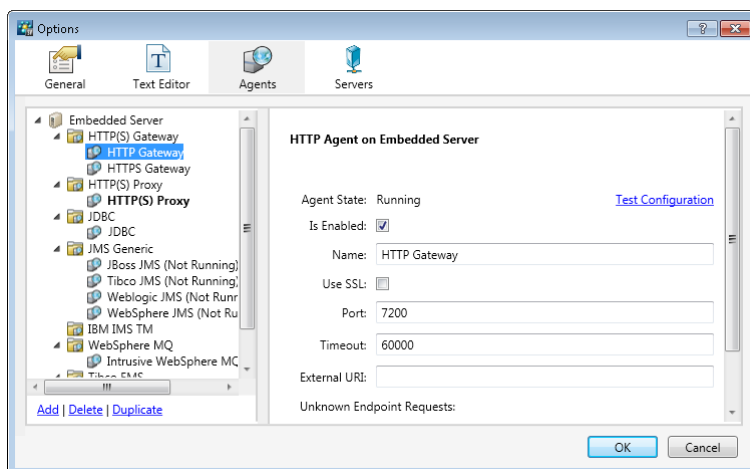 Options
General
Text Editor
Agents
Servers
Embedded Server
HTTP(S) Gateway
HTTP Gateway
HTTPS Gateway
HTTP(S) Proxy
HTTP(S) Proxy
JDBC
JDBC
JMS Generic
JBoss JMS (Not Running)
Tibco JMS (Not Running)
Weblogic JMS (Not Runr
WebSphere JMS (Not Ru
IBM IMS TM
WebSphere MQ
Intrusive WebSphere MQ
Tibco EMS
Add | Delete | Duplicate
HTTP Agent on Embedded Server
Agent State: Running
Test Configuration
Is Enabled:
Name: HTTP Gateway
Use SSL:
Port: 7200
Timeout: 60000
External URI:
Unknown Endpoint Requests:
OK
Cancel